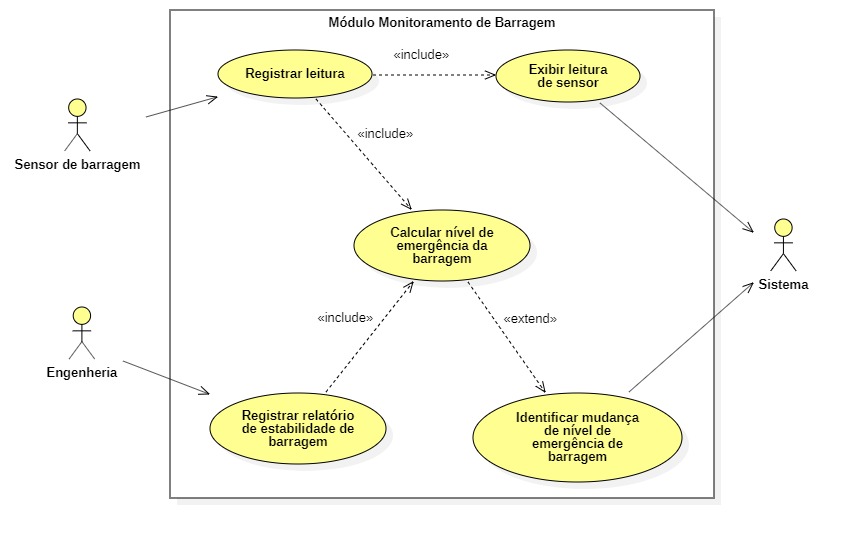 Módulo Monitoramento de Barragem
«include»
Registrar leitura
Exibir leitura
de sensor
«include»
Sensor de barragem
Calcular nível de
emergência da
barragem
Sistema
«include»
«extend»
Engenheria
Registrar relatório
de estabilidade de
barragem
Identificar mudança
de nível de
emergência de
barragem